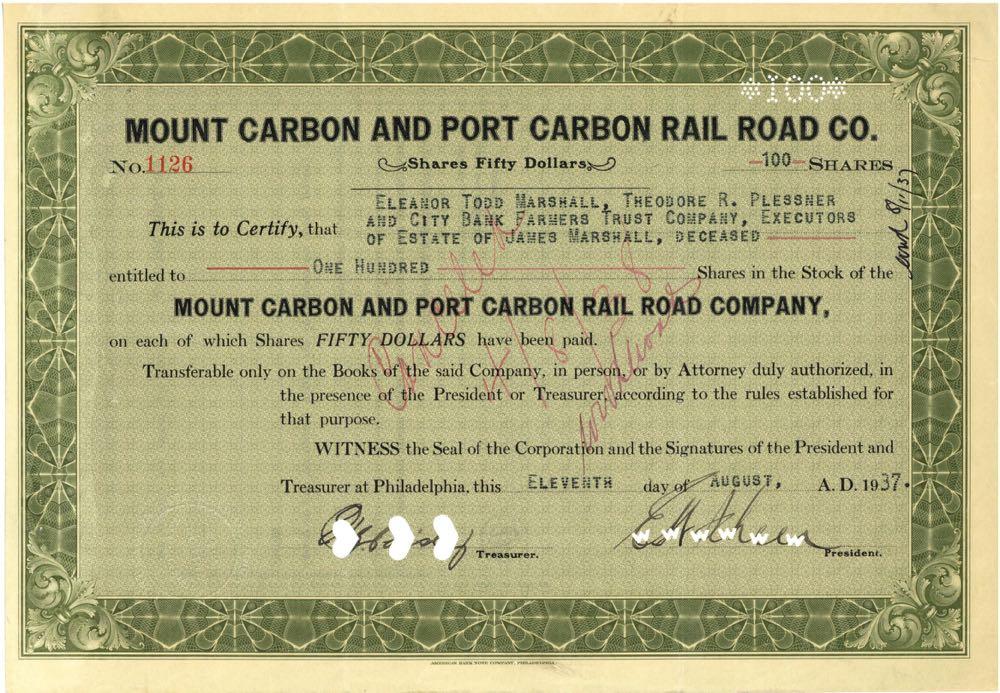 *100*
MOUNT CARBON AND PORT CARBON RAIL ROAD CO.
No. 1126 Shares Fifty Dollars -100- SHARES
ELEANOR TODD MARSHALL, THEODORE R. PLESSNER
This is to Certify, that AND CITY BANK FARMERS TRUST COMPANY, EXECUTORS
OF ESTATE OF JAMES MARSHALL, DECEASED
entitled to ONE HUNDRED Shares in the Stock of the
MOUNT CARBON AND PORT CARBON RAIL ROAD COMPANY,
on each of which Shares FIFTY DOLLARS have been paid.
Transferable only on the Books of the said Company, in person, or by Attorney duly authorized, in
the presence of the President or Treasurer, according to the rules established for
that purpose.
WITNESS the Seal of the Corporation and the Signatures of the President and
Treasurer at Philadelphia, this ELEVENTH day of AUGUST, A. D. 1937.
Treasurer.
President.
Cancelled
4/8/38
8/11/37
AMERICAN BANK NOTE COMPANY, PHILADELPHIA.